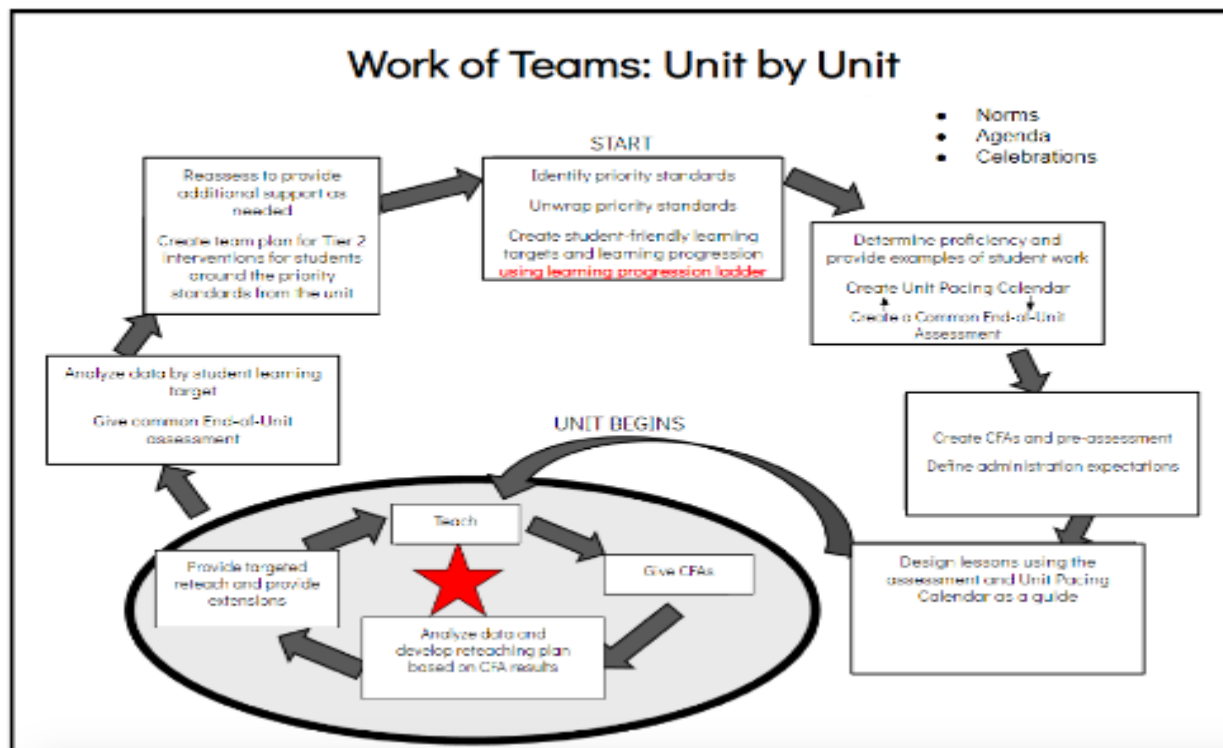 Work of Teams: Unit by Unit
● Norms
● Agenda
● Celebrations
START
Identify priority standards
Unwrap priority standards
Create student-friendly learning
targets and learning progression
using learning progression ladder
Determine proficiency and
provide examples of student work
Create Unit Pacing Calendar
Create a Common End-of-Unit
Assessment
Create CFAs and pre-assessment
Define administration expectations
Design lessons using the
assessment and Unit Pacing
Calendar as a guide
UNIT BEGINS
Teach
Give CFAs
Analyze data and
develop reteaching plan
based on CFA results
Provide targeted
reteach and provide
extensions
Analyze data by student learning
target
Give common End-of-Unit
assessment
Reassess to provide
additional support as
needed
Create team plan for Tier 2
interventions for students
around the priority
standards from the unit